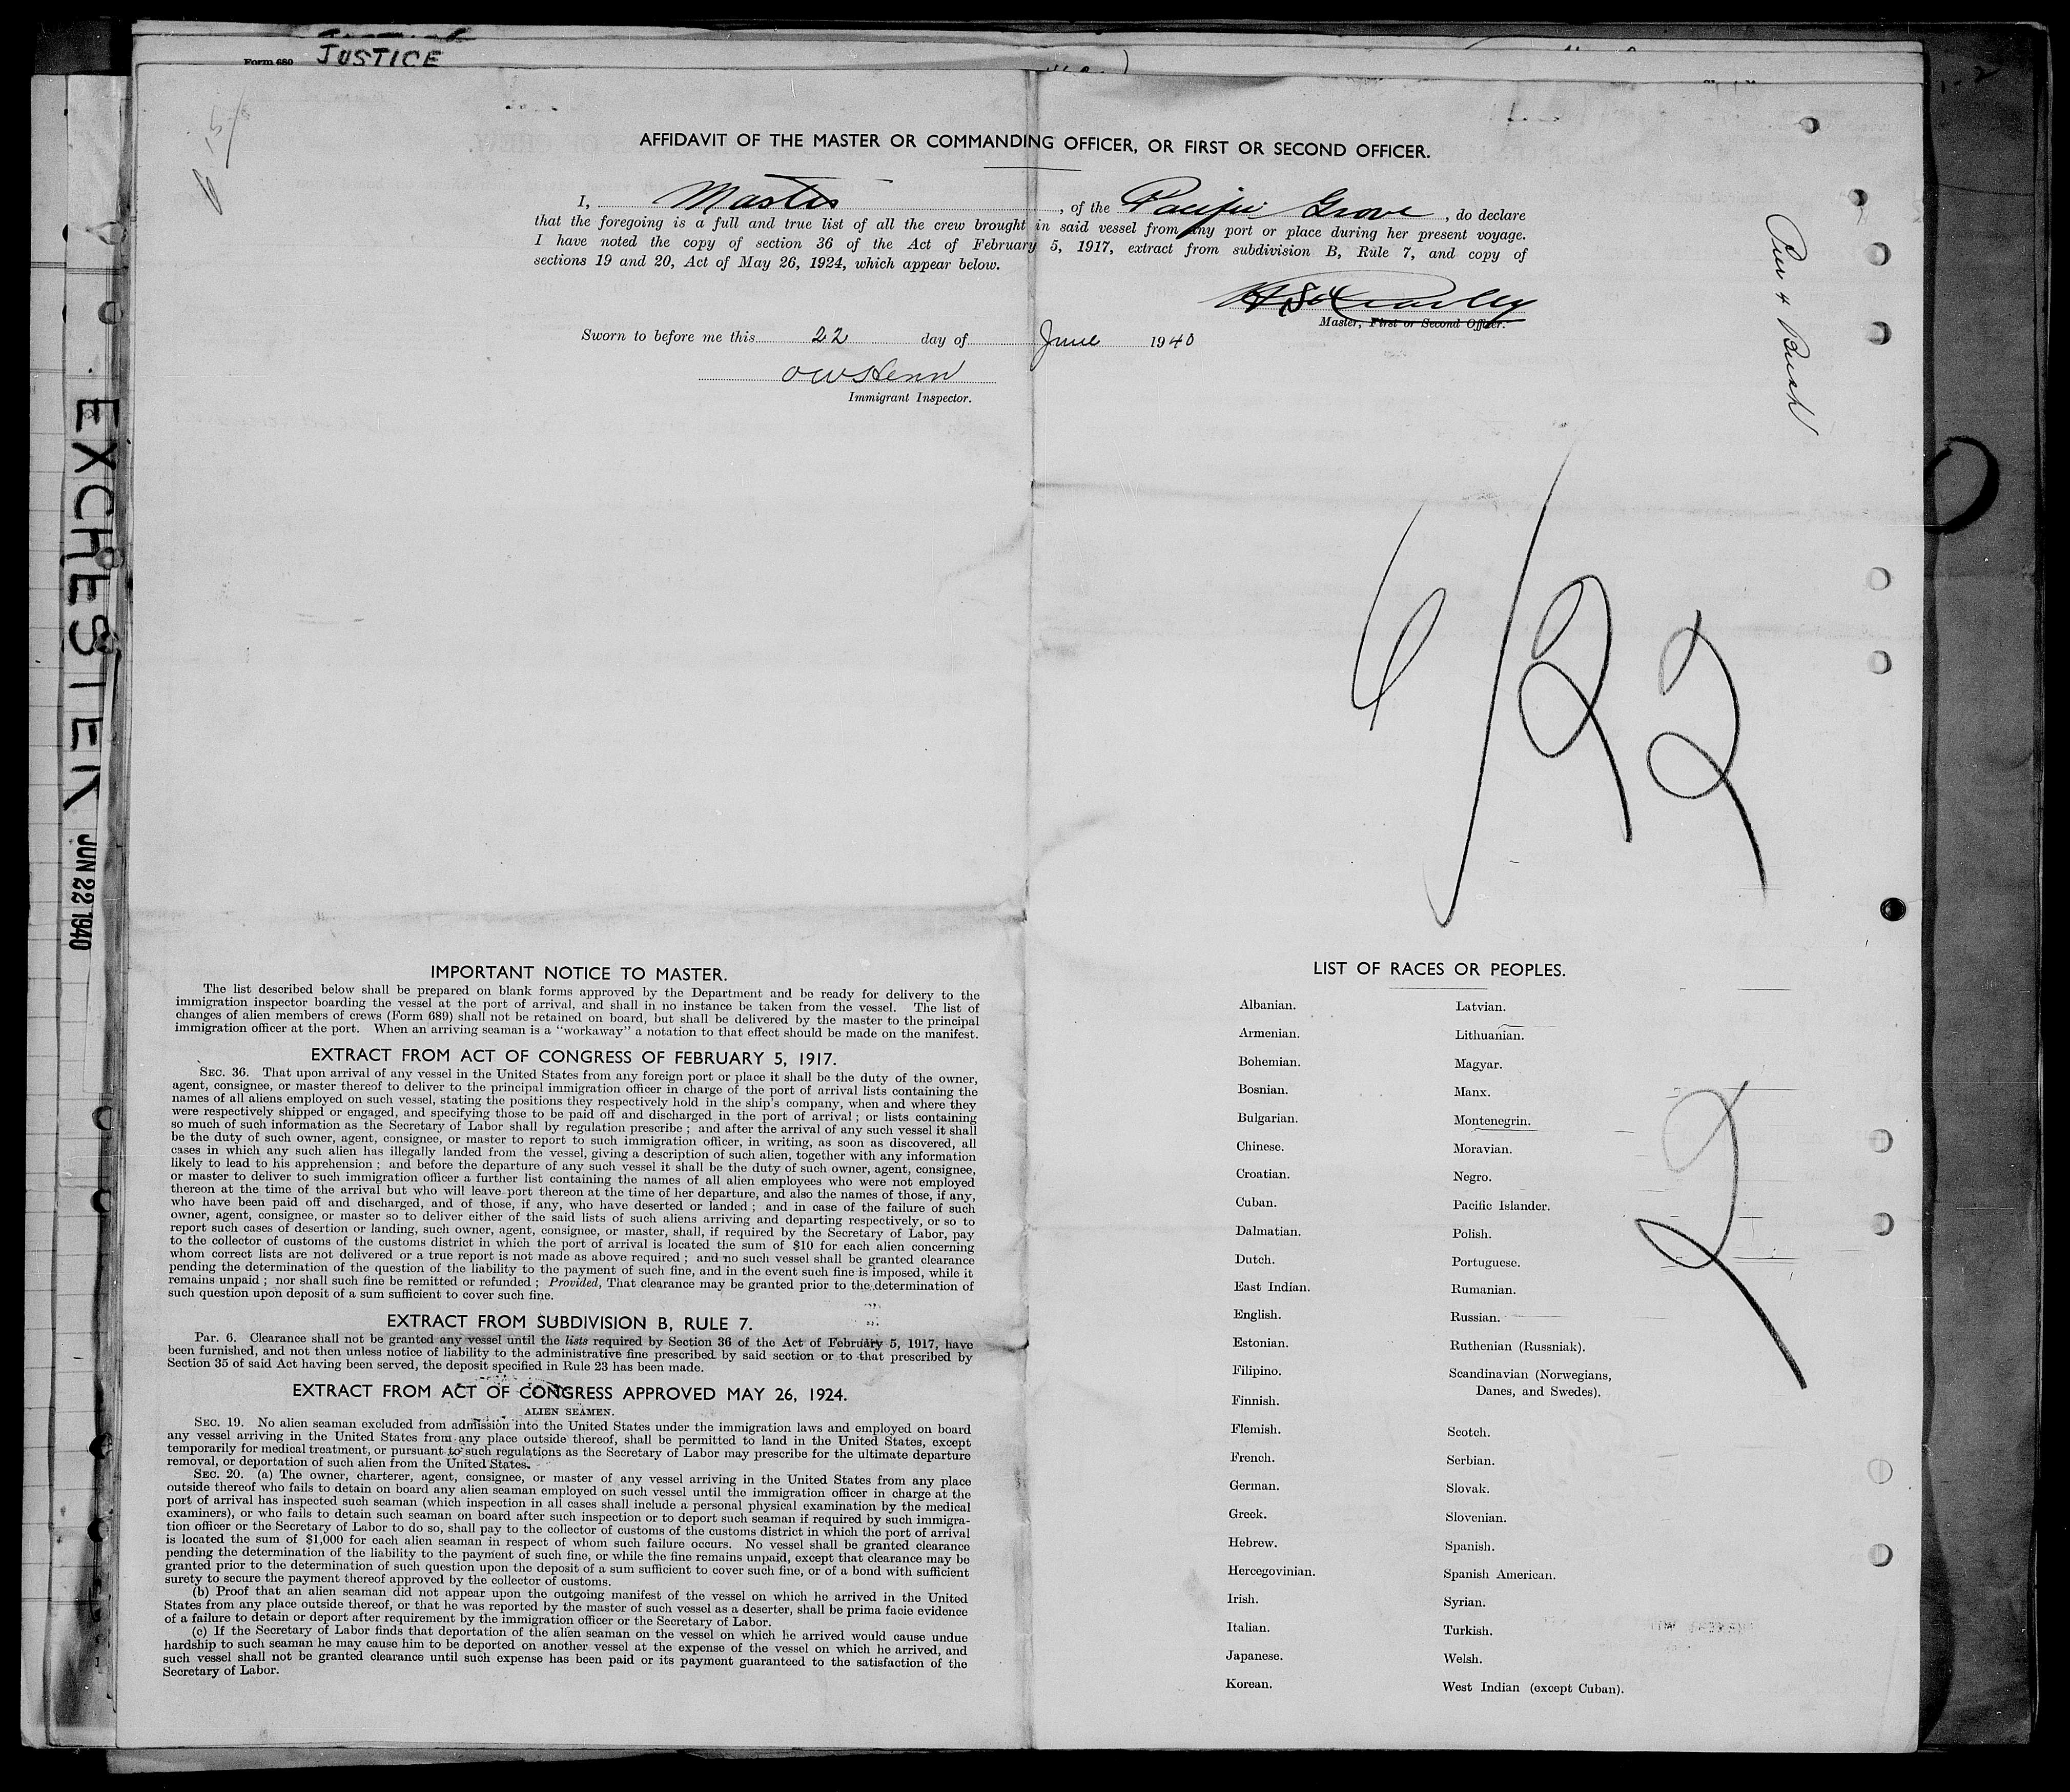 Form 680 JUSTICE
AFFIDAVIT OF THE MASTER OR COMMANDING OFFICER, OR FIRST OR SECOND OFFICER.
I, Master , of the Pacific Grove , do declare
that the foregoing is a full and true list of all the crew brought in said vessel from any port or place during her present voyage.
I have noted the copy of section 36 of the Act of February 5, 1917, extract from subdivision B, Rule 7, and copy of
sections 19 and 20, Act of May 26, 1924, which appear below.
Master, First or Second Officer.
Sworn to before me this 22 day of June 1940
OWHenn
Immigrant Inspector.
Pier 4 Bush
EXCHESTER JUN 22 1940
6/22
IMPORTANT NOTICE TO MASTER.
The list described below shall be prepared on blank forms approved by the Department and be ready for delivery to the
immigration inspector boarding the vessel at the port of arrival, and shall in no instance be taken from the vessel. The list of
changes of alien members of crews (Form 689) shall not be retained on board, but shall be delivered by the master to the principal
immigration officer at the port. When an arriving seaman is a "workaway" a notation to that effect should be made on the manifest.
EXTRACT FROM ACT OF CONGRESS OF FEBRUARY 5, 1917.
SEC. 36. That upon arrival of any vessel in the United States from any foreign port or place it shall be the duty of the owner,
agent, consignee, or master thereof to deliver to the principal immigration officer in charge of the port of arrival lists containing the
names of all aliens employed on such vessel, stating the positions they respectively hold in the ship's company, when and where they
were respectively shipped or engaged, and specifying those to be paid off and discharged in the port of arrival ; or lists containing
so much of such information as the Secretary of Labor shall by regulation prescribe ; and after the arrival of any such vessel it shall
be the duty of such owner, agent, consignee, or master to report to such immigration officer, in writing, as soon as discovered, all
cases in which any such alien has illegally landed from the vessel, giving a description of such alien, together with any information
likely to lead to his apprehension ; and before the departure of any such vessel it shall be the duty of such owner, agent, consignee,
or master to deliver to such immigration officer a further list containing the names of all alien employees who were not employed
thereon at the time of the arrival but who will leave port thereon at the time of her departure, and also the names of those, if any,
who have been paid off and discharged, and of those, if any, who have deserted or landed ; and in case of the failure of such
owner, agent, consignee, or master so to deliver either of the said lists of such aliens arriving and departing respectively, or so to
report such cases of desertion or landing, such owner, agent, consignee, or master, shall, if required by the Secretary of Labor, pay
to the collector of customs of the customs district in which the port of arrival is located the sum of $10 for each alien concerning
whom correct lists are not delivered or a true report is not made as above required ; and no such vessel shall be granted clearance
pending the determination of the question of the liability to the payment of such fine, and in the event such fine is imposed, while it
remains unpaid ; nor shall such fine be remitted or refunded ; Provided, That clearance may be granted prior to the determination of
such question upon deposit of a sum sufficient to cover such fine.
EXTRACT FROM SUBDIVISION B, RULE 7.
Par. 6. Clearance shall not be granted any vessel until the lists required by Section 36 of the Act of February 5, 1917, have
been furnished, and not then unless notice of liability to the administrative fine prescribed by said section or to that prescribed by
Section 35 of said Act having been served, the deposit specified in Rule 23 has been made.
EXTRACT FROM ACT OF CONGRESS APPROVED MAY 26, 1924.
ALIEN SEAMEN.
SEC. 19. No alien seaman excluded from admission into the United States under the immigration laws and employed on board
any vessel arriving in the United States from any place outside thereof, shall be permitted to land in the United States, except
temporarily for medical treatment, or pursuant to such regulations as the Secretary of Labor may prescribe for the ultimate departure
removal, or deportation of such alien from the United States.
SEC. 20. (a) The owner, charterer, agent, consignee, or master of any vessel arriving in the United States from any place
outside thereof who fails to detain on board any alien seaman employed on such vessel until the immigration officer in charge at the
port of arrival has inspected such seaman (which inspection in all cases shall include a personal physical examination by the medical
examiners), or who fails to detain such seaman on board after such inspection or to deport such seaman if required by such immigra-
tion officer or the Secretary of Labor to do so, shall pay to the collector of customs of the customs district in which the port of arrival
is located the sum of $1,000 for each alien seaman in respect of whom such failure occurs. No vessel shall be granted clearance
pending the determination of the liability to the payment of such fine, or while the fine remains unpaid, except that clearance may be
granted prior to the determination of such question upon the deposit of a sum sufficient to cover such fine, or of a bond with sufficient
surety to secure the payment thereof approved by the collector of customs.
(b) Proof that an alien seaman did not appear upon the outgoing manifest of the vessel on which he arrived in the United
States from any place outside thereof, or that he was reported by the master of such vessel as a deserter, shall be prima facie evidence
of a failure to detain or deport after requirement by the immigration officer or the Secretary of Labor.
(c) If the Secretary of Labor finds that deportation of the alien seaman on the vessel on which he arrived would cause undue
hardship to such seaman he may cause him to be deported on another vessel at the expense of the vessel on which he arrived, and
such vessel shall not be granted clearance until such expense has been paid or its payment guaranteed to the satisfaction of the
Secretary of Labor.
LIST OF RACES OR PEOPLES.
Albanian.
Armenian.
Bohemian.
Bosnian.
Bulgarian.
Chinese.
Croatian.
Cuban.
Dalmatian.
Dutch.
East Indian.
English.
Estonian.
Filipino.
Finnish.
Flemish.
French.
German.
Greek.
Hebrew.
Hercegovinian.
Irish.
Italian.
Japanese.
Korean.
Latvian.
Lithuanian.
Magyar.
Manx.
Montenegrin.
Moravian.
Negro.
Pacific Islander.
Polish.
Portuguese.
Rumanian.
Russian.
Ruthenian (Russniak).
Scandinavian (Norwegians,
Danes, and Swedes).
Scotch.
Serbian.
Slovak.
Slovenian.
Spanish.
Spanish American.
Syrian.
Turkish.
Welsh.
West Indian (except Cuban).
2